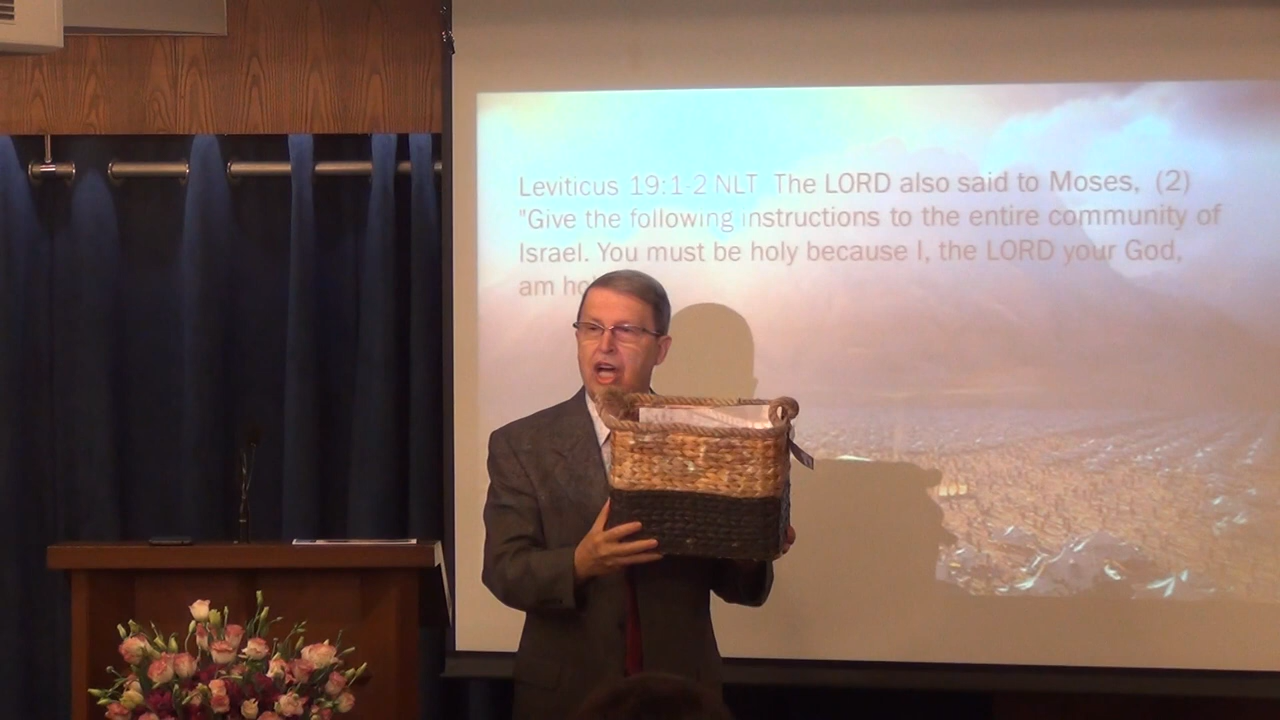 Leviticus 19:1-2 NLT The LORD also said to Moses, (2)
"Give the following instructions to the entire community of
Israel. You must be holy because I, the LORD your God,
am